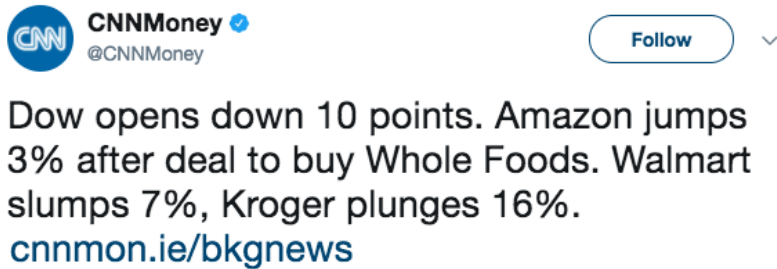 CNN
CNNMoney
@CNNMoney
Follow
Dow opens down 10 points. Amazon jumps
3% after deal to buy Whole Foods. Walmart
slumps 7%, Kroger plunges 16%.
cnnmon.ie/bkgnews